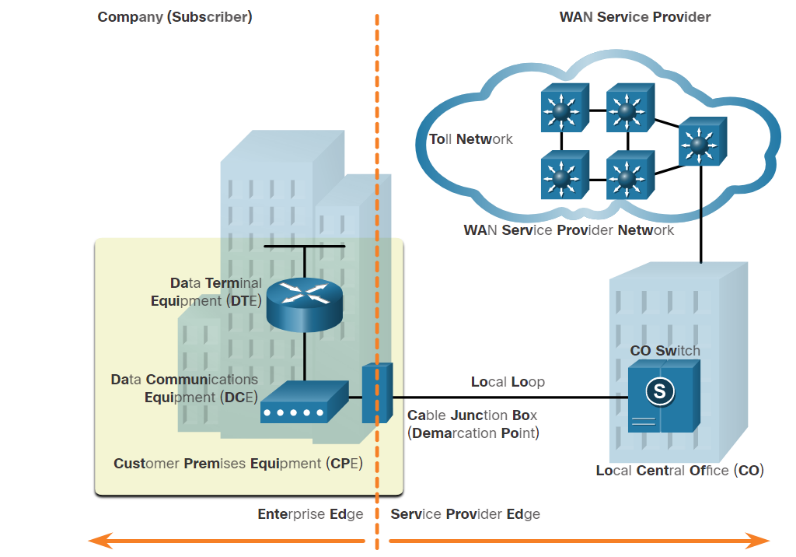 Company (Subscriber)
WAN Service Provider
Toll Network
WAN Service Provider Network
Data Terminal
Equipment (DTE)
CO Switch
S
Data Communications
Equipment (DCE)
Local Loop
Cable Junction Box
(Demarcation Point)
Customer Premises Equipment (CPE)
Local Central Office (CO)
Enterprise Edge
Service Provider Edge